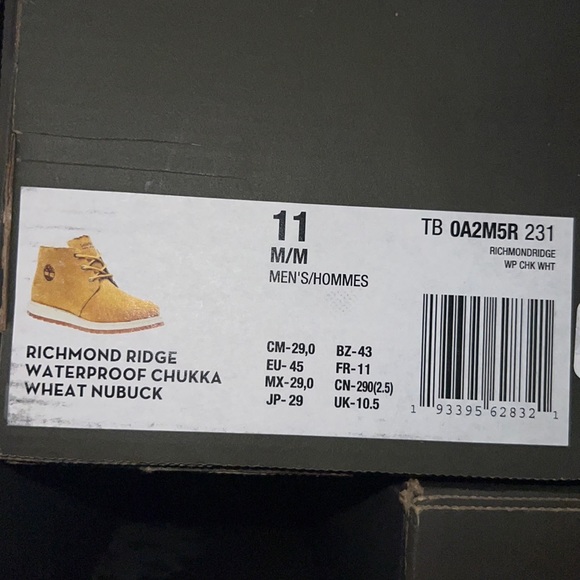 11
M/M
MEN'S/HOMMES
TB 0A2M5R 231
RICHMONDRIDGE
WP CHK WHT
RICHMOND RIDGE
WATERPROOF CHUKKA
WHEAT NUBUCK
CM-29,0 BZ-43
EU- 45 FR-11
MX-29,0 CN-290(2.5)
JP- 29 UK-10.5
1 93395 62832 1